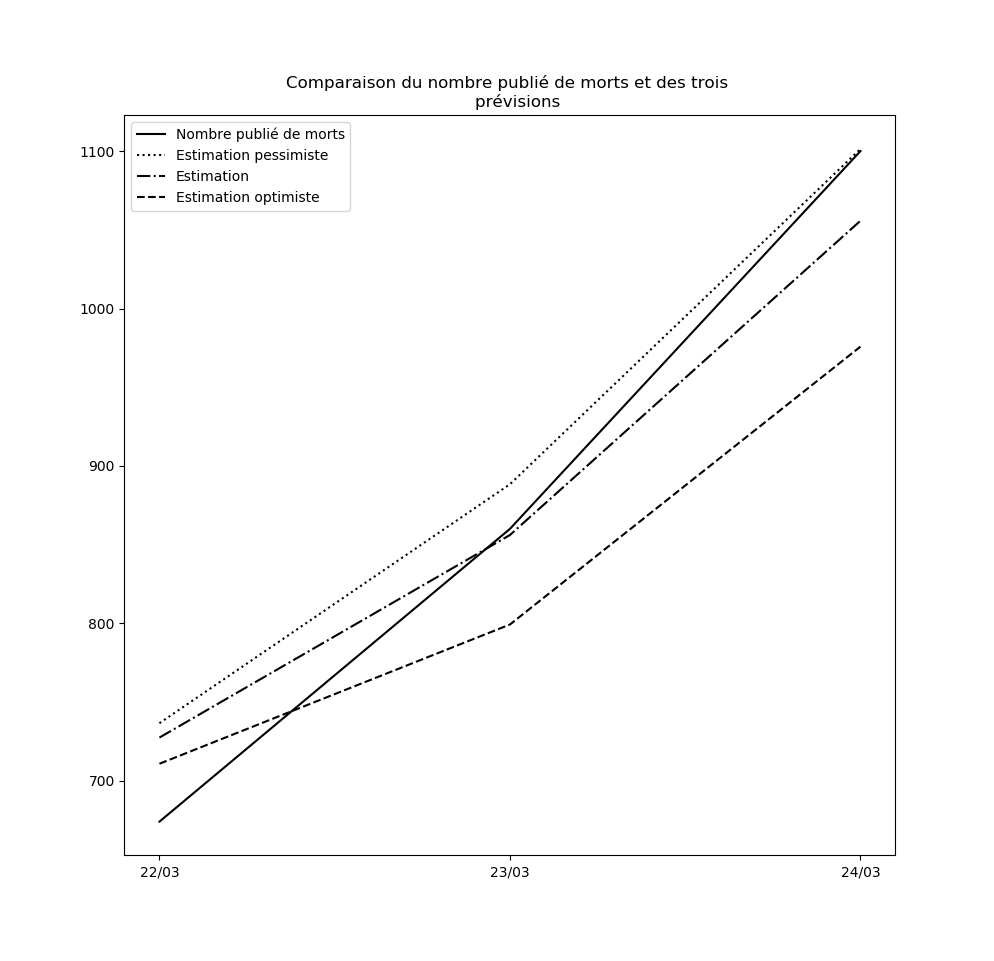 Comparaison du nombre publié de morts et des trois
prévisions
Nombre publié de morts
Estimation pessimiste
Estimation
Estimation optimiste
1100
1000
900
800
700
22/03
23/03
24/03